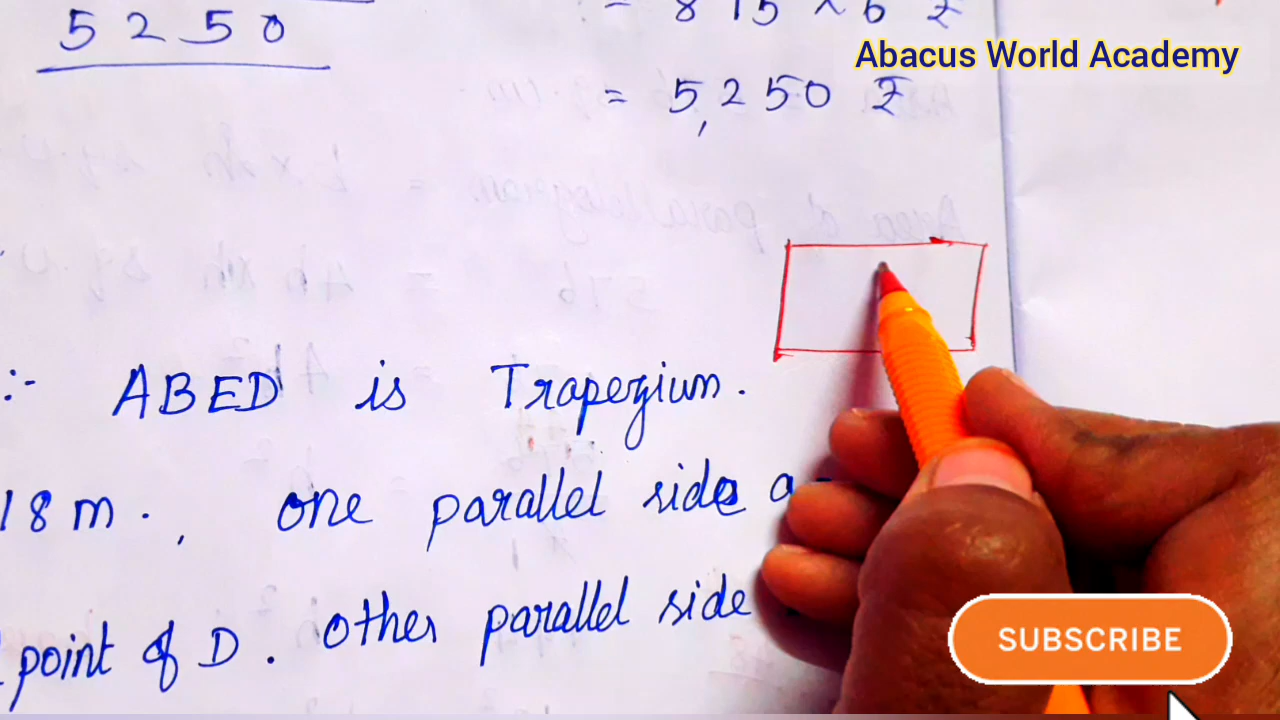 5250
= 875 × 6 ₹
Abacus World Academy
= 5,250 ₹
:- ABED is Trapezium.
18 m., one parallel side a
point of D. other parallel side
SUBSCRIBE